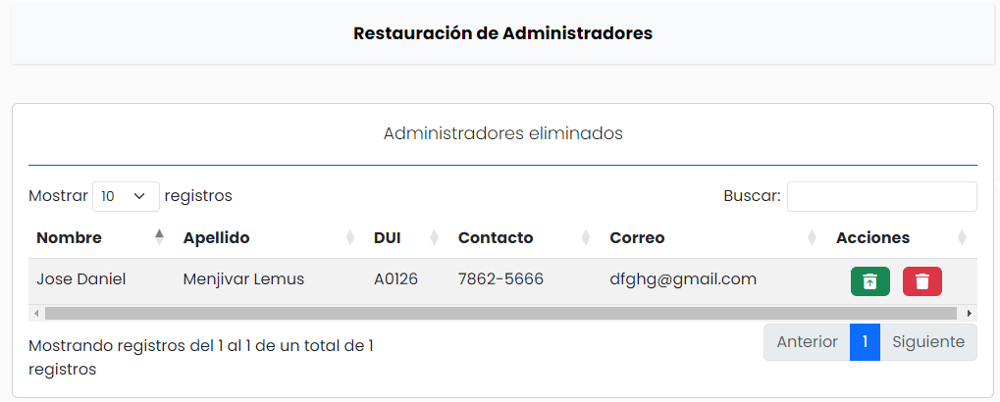 Restauración de Administradores
Administradores eliminados
Mostrar 10 registros Buscar:
Nombre Apellido DUI Contacto Correo Acciones
Jose Daniel Menjivar Lemus A0126 7862-5666 dfghg@gmail.com
Mostrando registros del 1 al 1 de un total de 1
registros
Anterior 1 Siguiente